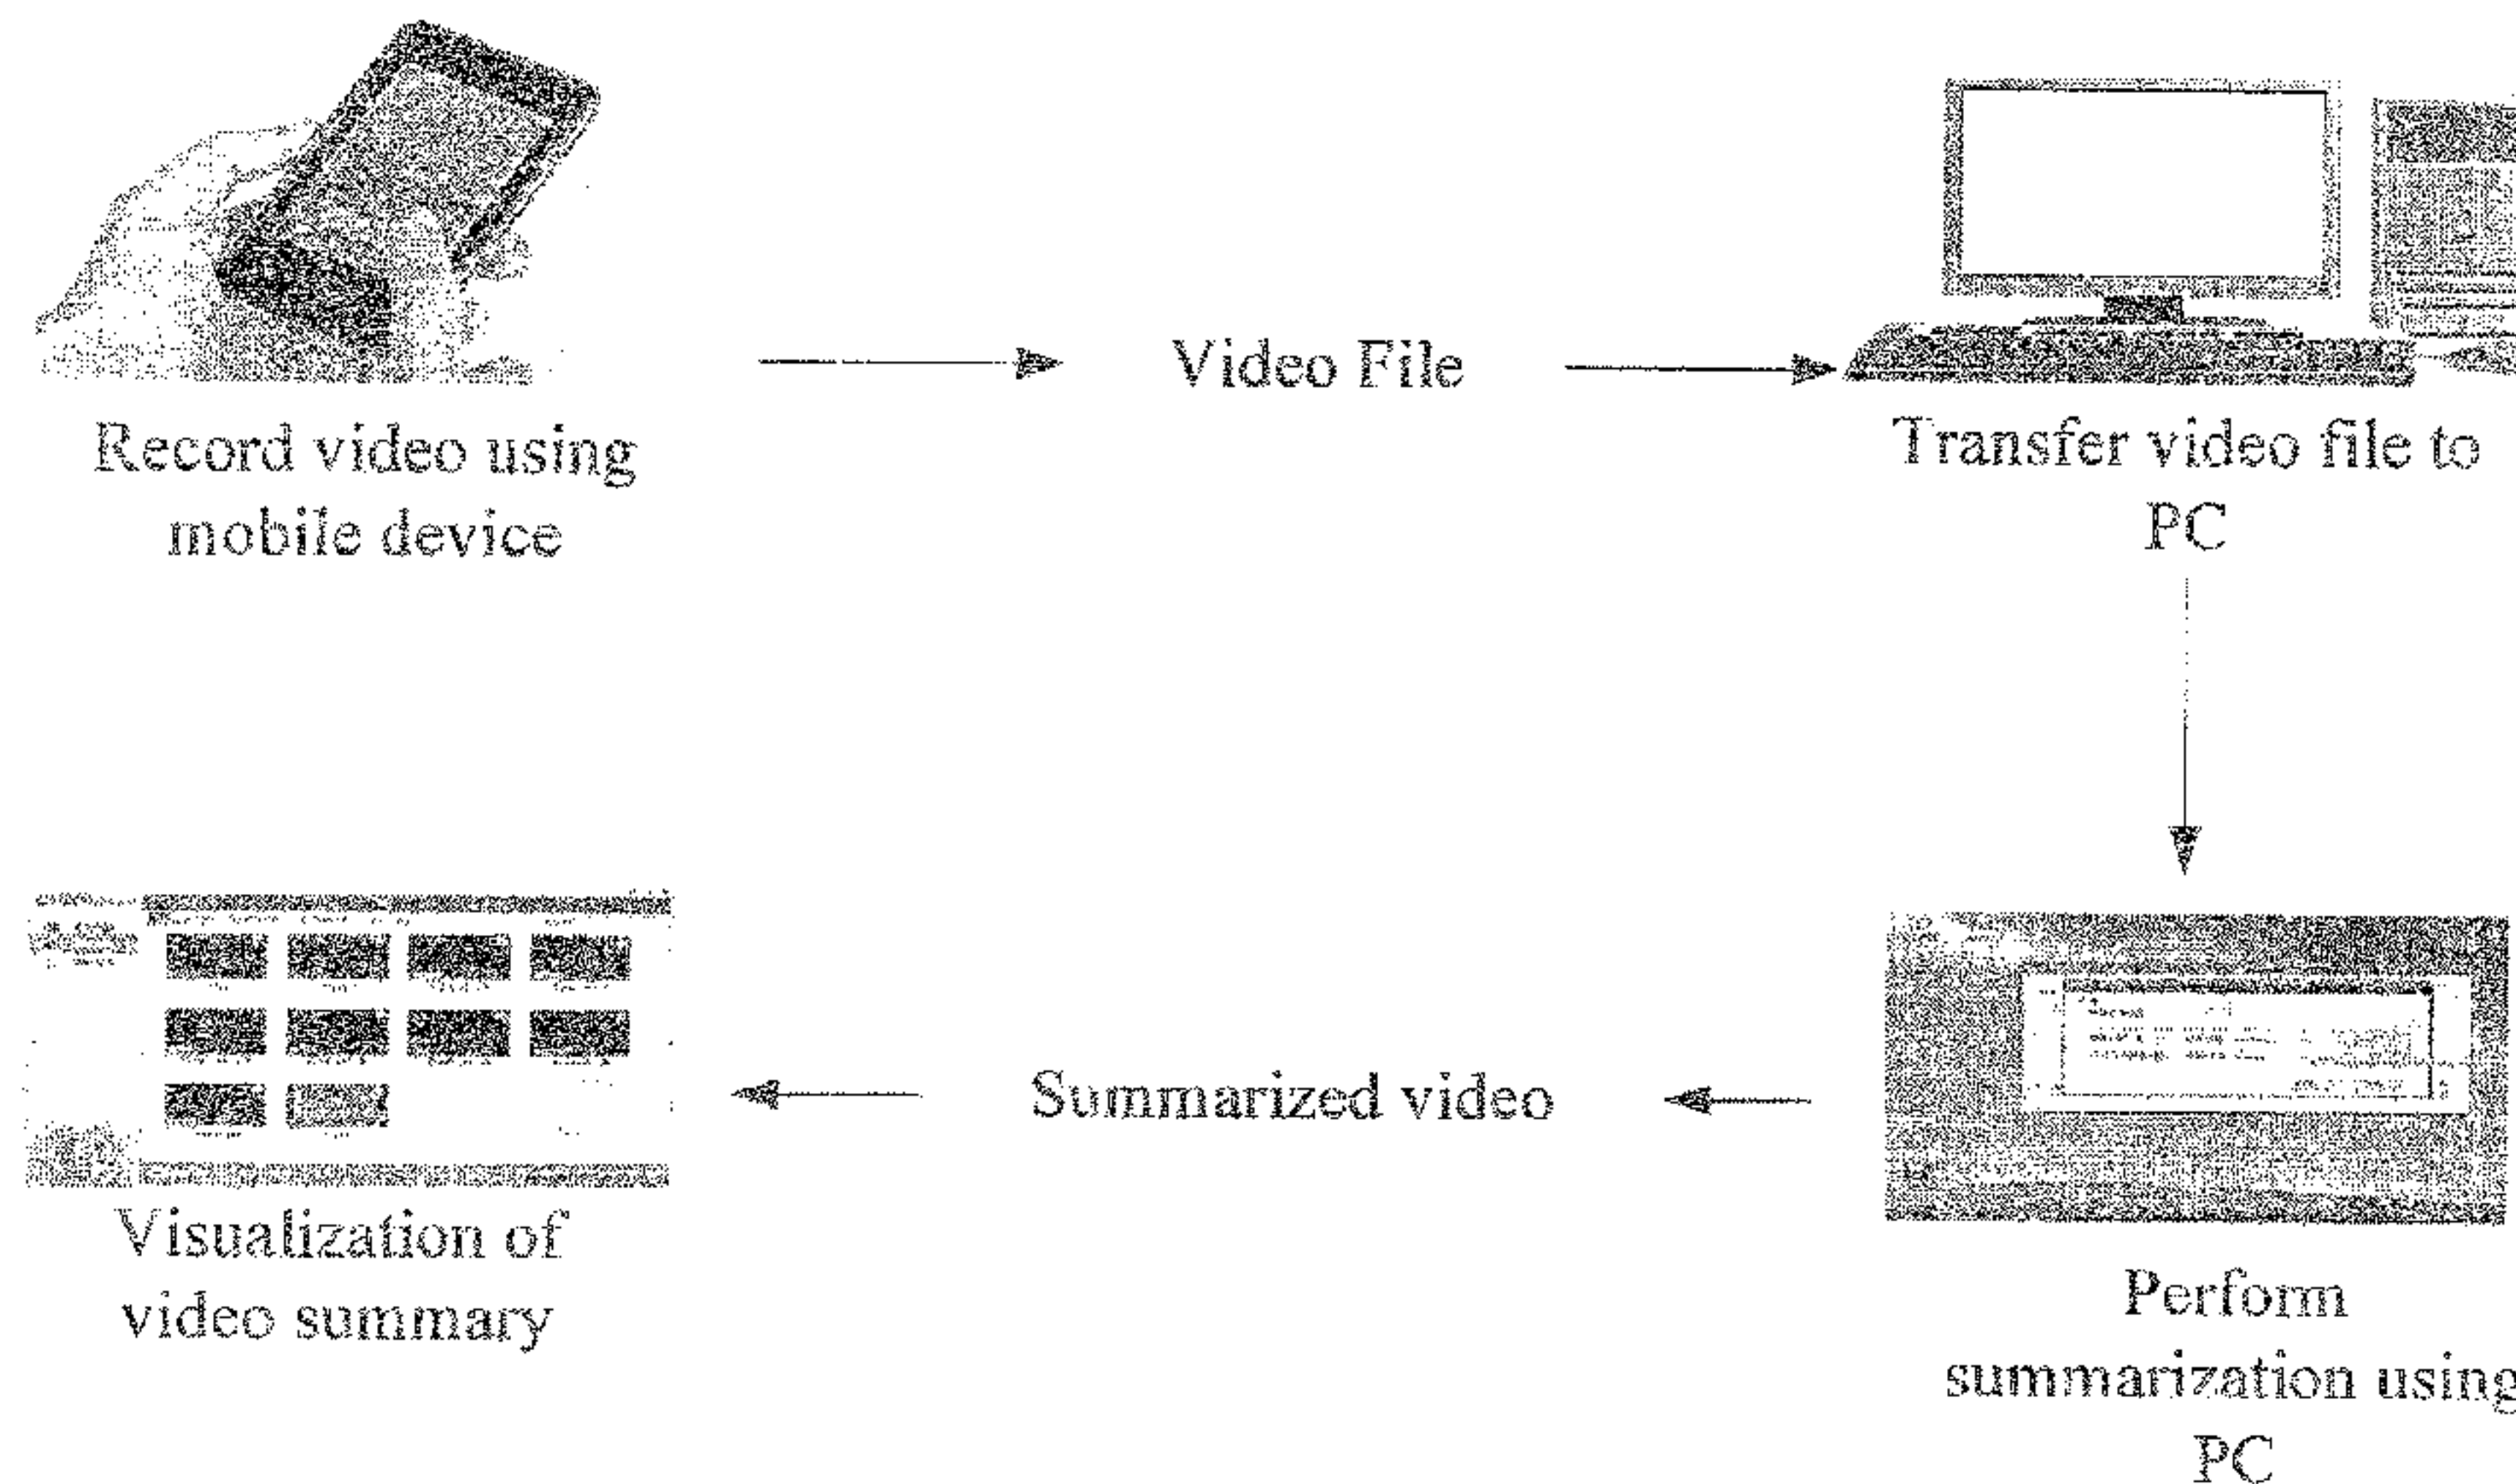 Video File
Record video using
mobile device
Transfer video file to
PC
Summarized video
Visualization of
video summary
Perform
summarization using
PC